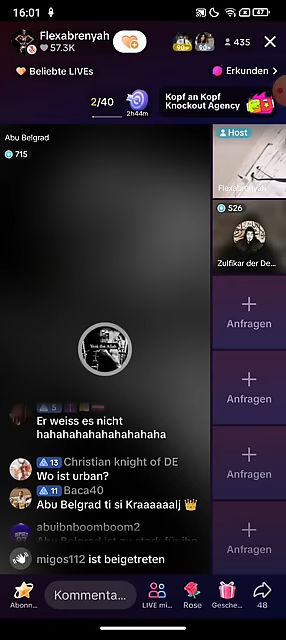 16:01
47
Flexabrenyah
57.3K
90+
90+
435
Beliebte LIVEs
Erkunden >
2/40
2h44m
Kopf an Kopf
Knockout Agency
Abu Belgrad
715
Host
Flexabrenyah
526
Zulfikar der De...
Anfragen
Anfragen
Anfragen
Anfragen
5
Er weiss es nicht
hahahahahahahahahaha
13 Christian knight of DE
Wo ist urban?
11 Baca40
Abu Belgrad ti si Kraaaaaalj
abuibnboomboom2
migos112 ist beigetreten
Abonn...
Kommenta...
LIVE mi...
Rose
Gesche...
48